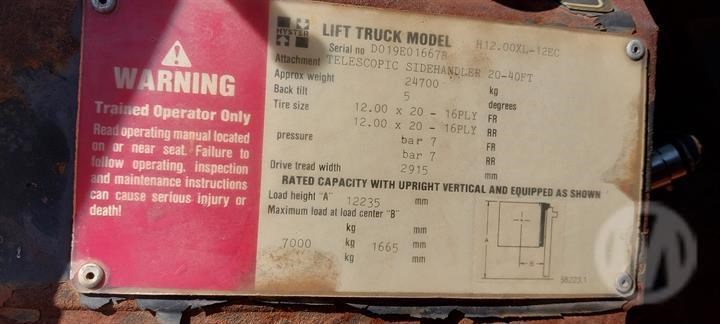 WARNING
Trained Operator Only
Read operating manual located
on or near seat. Failure to
follow operating, inspection
and maintenance instructions
can cause serious injury or
death!
HYSTER
LIFT TRUCK MODEL H12.00XL-12EC
Serial no D019E01667R
Attachment TELESCOPIC SIDEHANDLER 20-40FT
Approx weight 24700 kg
Back tilt 5 degrees
Tire size 12.00 x 20 - 16PLY FR
12.00 x 20 - 16PLY RR
pressure bar 7 FR
bar 7 RR
Drive tread width 2915 mm
RATED CAPACITY WITH UPRIGHT VERTICAL AND EQUIPPED AS SHOWN
Load height "A" 12235 mm
Maximum load at load center "B"
kg mm
7000 kg 1665 mm
kg mm
A
B